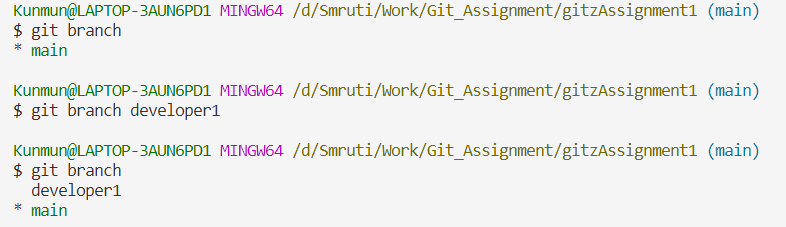 Kunmun@LAPTOP-3AUN6PD1 MINGW64 /d/Smruti/Work/Git_Assignment/gitzAssignment1 (main)
$ git branch
* main
Kunmun@LAPTOP-3AUN6PD1 MINGW64 /d/Smruti/Work/Git_Assignment/gitzAssignment1 (main)
$ git branch developer1
Kunmun@LAPTOP-3AUN6PD1 MINGW64 /d/Smruti/Work/Git_Assignment/gitzAssignment1 (main)
$ git branch
  developer1
* main